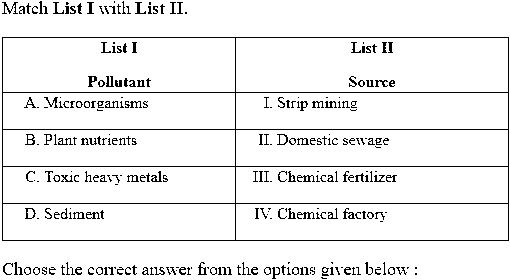 Match List I with List II.
List I List II
Pollutant Source
A. Microorganisms I. Strip mining
B. Plant nutrients II. Domestic sewage
C. Toxic heavy metals III. Chemical fertilizer
D. Sediment IV. Chemical factory
Choose the correct answer from the options given below :